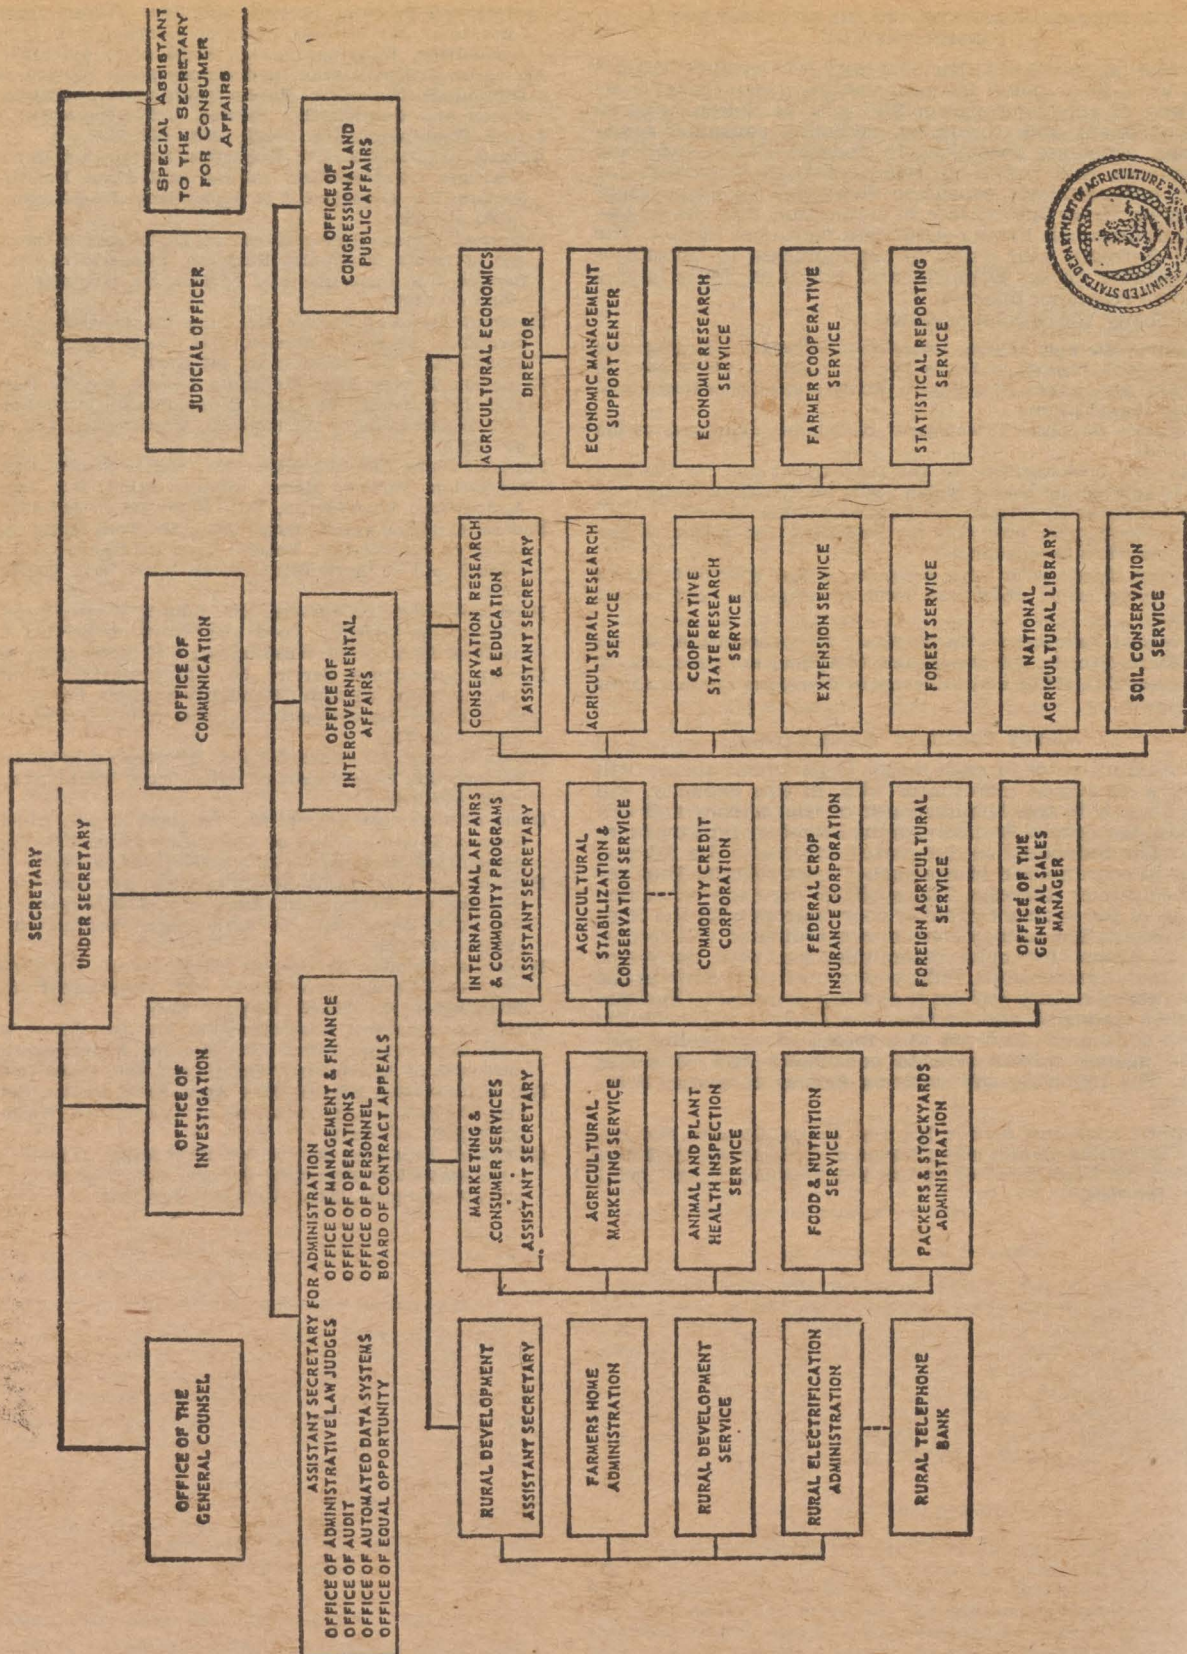 SECRETARY
UNDER SECRETARY
OFFICE OF THE
GENERAL COUNSEL
OFFICE OF
INVESTIGATION
OFFICE OF
COMMUNICATION
JUDICIAL OFFICER
SPECIAL ASSISTANT
TO THE SECRETARY
FOR CONSUMER
AFFAIRS
ASSISTANT SECRETARY FOR ADMINISTRATION
OFFICE OF ADMINISTRATIVE LAW JUDGES
OFFICE OF AUDIT
OFFICE OF AUTOMATED DATA SYSTEMS
OFFICE OF EQUAL OPPORTUNITY
OFFICE OF MANAGEMENT & FINANCE
OFFICE OF OPERATIONS
OFFICE OF PERSONNEL
BOARD OF CONTRACT APPEALS
OFFICE OF
INTERGOVERNMENTAL
AFFAIRS
OFFICE OF
CONGRESSIONAL AND
PUBLIC AFFAIRS
RURAL DEVELOPMENT
ASSISTANT SECRETARY
FARMERS HOME
ADMINISTRATION
RURAL DEVELOPMENT
SERVICE
RURAL ELECTRIFICATION
ADMINISTRATION
RURAL TELEPHONE
BANK
MARKETING &
CONSUMER SERVICES
ASSISTANT SECRETARY
AGRICULTURAL
MARKETING SERVICE
ANIMAL AND PLANT
HEALTH INSPECTION
SERVICE
FOOD & NUTRITION
SERVICE
PACKERS & STOCKYARDS
ADMINISTRATION
INTERNATIONAL AFFAIRS
& COMMODITY PROGRAMS
ASSISTANT SECRETARY
AGRICULTURAL
STABILIZATION &
CONSERVATION SERVICE
COMMODITY CREDIT
CORPORATION
FEDERAL CROP
INSURANCE CORPORATION
FOREIGN AGRICULTURAL
SERVICE
OFFICE OF THE
GENERAL SALES
MANAGER
CONSERVATION RESEARCH
& EDUCATION
ASSISTANT SECRETARY
AGRICULTURAL RESEARCH
SERVICE
COOPERATIVE
STATE RESEARCH
SERVICE
EXTENSION SERVICE
FOREST SERVICE
NATIONAL
AGRICULTURAL LIBRARY
SOIL CONSERVATION
SERVICE
AGRICULTURAL ECONOMICS
DIRECTOR
ECONOMIC MANAGEMENT
SUPPORT CENTER
ECONOMIC RESEARCH
SERVICE
FARMER COOPERATIVE
SERVICE
STATISTICAL REPORTING
SERVICE
UNITED STATES DEPARTMENT OF AGRICULTURE